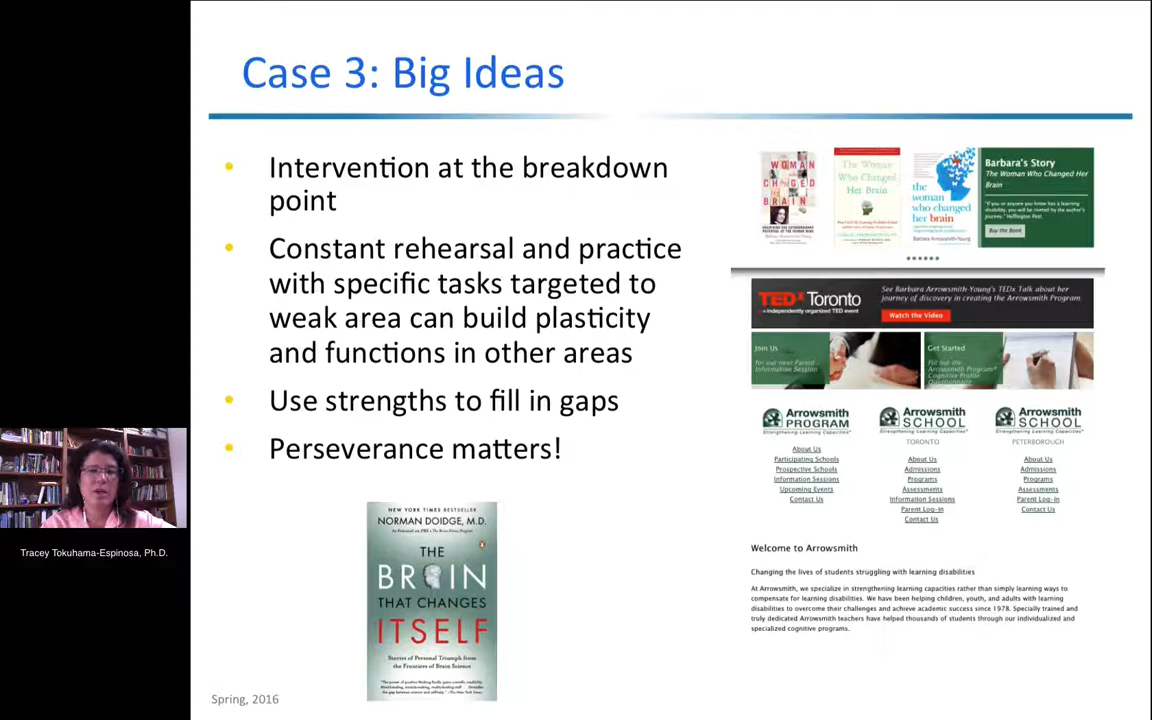 Case 3: Big Ideas
• Intervention at the breakdown
point
• Constant rehearsal and practice
with specific tasks targeted to
weak area can build plasticity
and functions in other areas
• Use strengths to fill in gaps
• Perseverance matters!
NEW YORK TIMES BESTSELLER
NORMAN DOIDGE, M.D.
THE
BRAIN
THAT CHANGES
ITSELF
Stories of Personal Triumph from
the Frontiers of Brain Science
Spring, 2016
Tracey Tokuhama-Espinosa, Ph.D.
WOMAN
CHANGED
BRAIN
The Woman
Who Changed
Her Brain
the
woman
who changed
her brain
Barbara Arrowsmith-Young
Barbara's Story
The Woman Who Changed Her
Brain
"If you or anyone you know has a learning
disability, you will be riveted by the author's
journey." Huffington Post
Buy the Book
TEDx Toronto
x=independently organized TED event
See Barbara Arrowsmith-Young's TEDx Talk about her
journey of discovery in creating the Arrowsmith Program.
Watch the Video
Join Us
for our next Parent
Information Session
Get Started
Fill out the
Arrowsmith Program®
Cognitive Profile
Questionnaire
Arrowsmith
PROGRAM
Strengthening Learning Capacities
About Us
Participating Schools
Prospective Schools
Information Sessions
Upcoming Events
Contact Us
Arrowsmith
SCHOOL
Strengthening Learning Capacities
TORONTO
About Us
Admissions
Programs
Assessments
Information Sessions
Parent Log-in
Contact Us
Arrowsmith
SCHOOL
Strengthening Learning Capacities
PETERBOROUGH
About Us
Admissions
Programs
Assessments
Parent Log-in
Contact Us
Welcome to Arrowsmith
Changing the lives of students struggling with learning disabilities
At Arrowsmith, we specialize in strengthening learning capacities rather than simply learning ways to
compensate for learning disabilities. We have been helping children, youth, and adults with learning
disabilities to overcome their challenges and achieve academic success since 1978. Specially trained and
truly dedicated Arrowsmith teachers have helped thousands of students through our individualized and
specialized cognitive programs.